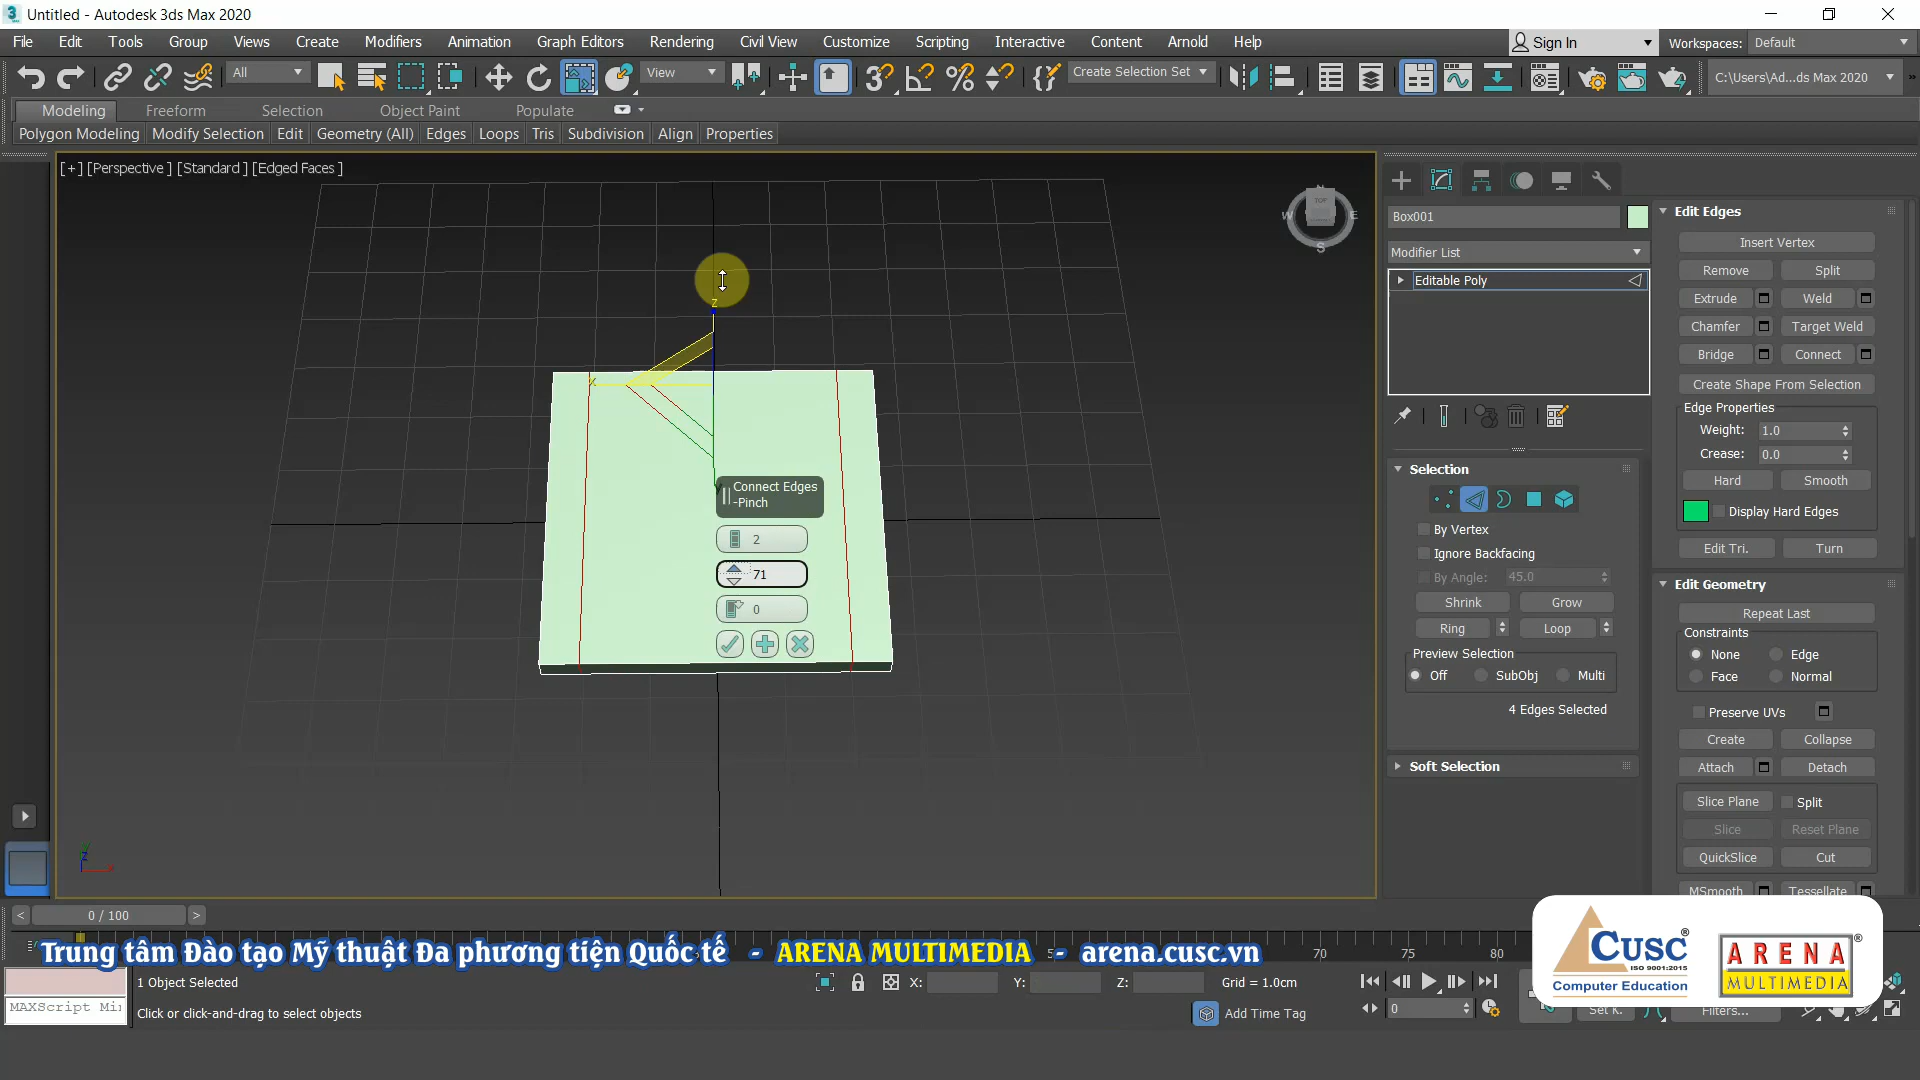 Untitled - Autodesk 3ds Max 2020
File Edit Tools Group Views Create Modifiers Animation Graph Editors Rendering Civil View Customize Scripting Interactive Content Arnold Help
Sign In
Workspaces: Default
All
View
Create Selection Set
C:\Users\Ad...ds Max 2020
Modeling Freeform Selection Object Paint Populate
Polygon Modeling Modify Selection Edit Geometry (All) Edges Loops Tris Subdivision Align Properties
[+] [Perspective ] [Standard ] [Edged Faces ]
TOP
W E
S
z
x
y
Connect Edges
-Pinch
2
71
0
Box001
Modifier List
Editable Poly
Selection
By Vertex
Ignore Backfacing
By Angle: 45.0
Shrink Grow
Ring Loop
Preview Selection
Off SubObj Multi
4 Edges Selected
Soft Selection
Edit Edges
Insert Vertex
Remove Split
Extrude Weld
Chamfer Target Weld
Bridge Connect
Create Shape From Selection
Edge Properties
Weight: 1.0
Crease: 0.0
Hard Smooth
Display Hard Edges
Edit Tri. Turn
Edit Geometry
Repeat Last
Constraints
None Edge
Face Normal
Preserve UVs
Create Collapse
Attach Detach
Slice Plane Split
Slice Reset Plane
QuickSlice Cut
MSmooth Tessellate
< 0 / 100 >
70 75 80
Trung tâm Đào tạo Mỹ thuật Đa phương tiện Quốc tế - ARENA MULTIMEDIA - arena.cusc.vn
CUSC®
ISO 9001:2015
Computer Education
ARENA®
MULTIMEDIA
1 Object Selected
X: Y: Z: Grid = 1.0cm
MAXScript Mi
Click or click-and-drag to select objects
Add Time Tag
0
Set K.
Filters...